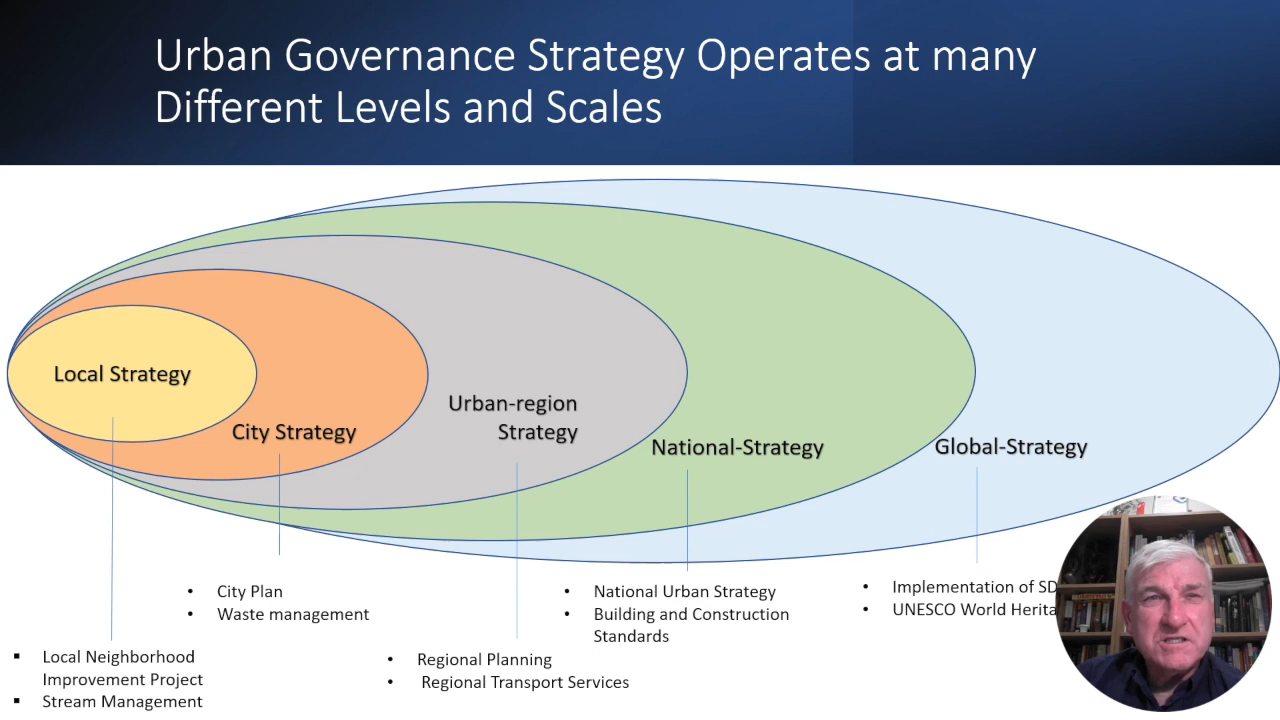 Urban Governance Strategy Operates at many
Different Levels and Scales
Local Strategy
City Strategy
Urban-region
Strategy
National-Strategy
Global-Strategy
• City Plan
• Waste management
• National Urban Strategy
• Building and Construction
Standards
• Implementation of
• UNESCO World
▪ Local Neighborhood
Improvement Project
▪ Stream Management
• Regional Planning
• Regional Transport Services